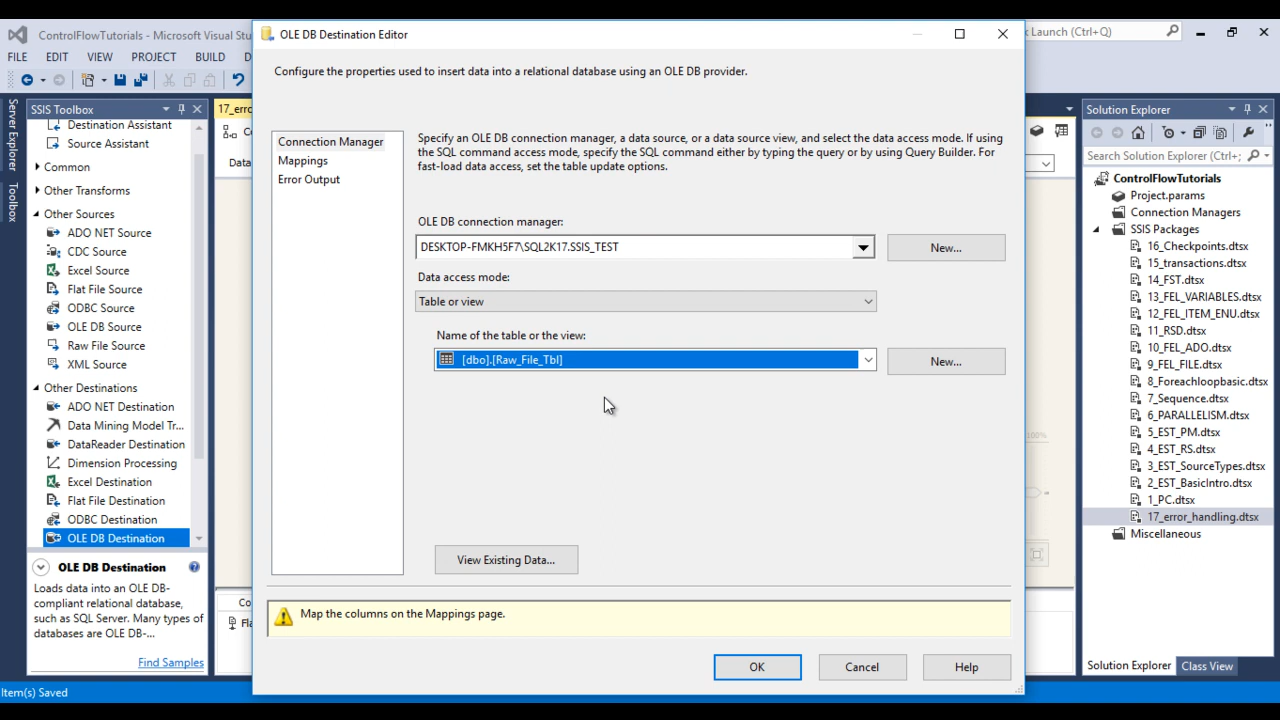 ControlFlowTutorials - Microsoft Visual Stu
OLE DB Destination Editor
Launch (Ctrl+Q)
FILE EDIT VIEW PROJECT BUILD D
Configure the properties used to insert data into a relational database using an OLE DB provider.
Server Explorer
Toolbox
SSIS Toolbox
Destination Assistant
Source Assistant
Common
Other Transforms
Other Sources
ADO NET Source
CDC Source
Excel Source
Flat File Source
ODBC Source
OLE DB Source
Raw File Source
XML Source
Other Destinations
ADO NET Destination
Data Mining Model Tr...
DataReader Destination
Dimension Processing
Excel Destination
Flat File Destination
ODBC Destination
OLE DB Destination
OLE DB Destination
Loads data into an OLE DB-
compliant relational database,
such as SQL Server. Many types of
databases are OLE DB-...
Find Samples
Item(s) Saved
17_erro
Co
Data
Co
Fla
Connection Manager
Mappings
Error Output
Specify an OLE DB connection manager, a data source, or a data source view, and select the data access mode. If using
the SQL command access mode, specify the SQL command either by typing the query or by using Query Builder. For
fast-load data access, set the table update options.
OLE DB connection manager:
DESKTOP-FMKH5F7\SQL2K17.SSIS_TEST
New...
Data access mode:
Table or view
Name of the table or the view:
[dbo].[Raw_File_Tbl]
New...
View Existing Data...
Map the columns on the Mappings page.
OK
Cancel
Help
100%
Solution Explorer
Search Solution Explorer (Ctrl+;
ControlFlowTutorials
Project.params
Connection Managers
SSIS Packages
16_Checkpoints.dtsx
15_transactions.dtsx
14_FST.dtsx
13_FEL_VARIABLES.dtsx
12_FEL_ITEM_ENU.dtsx
11_RSD.dtsx
10_FEL_ADO.dtsx
9_FEL_FILE.dtsx
8_Foreachloopbasic.dtsx
7_Sequence.dtsx
6_PARALLELISM.dtsx
5_EST_PM.dtsx
4_EST_RS.dtsx
3_EST_SourceTypes.dtsx
2_EST_BasicIntro.dtsx
1_PC.dtsx
17_error_handling.dtsx
Miscellaneous
Solution Explorer
Class View